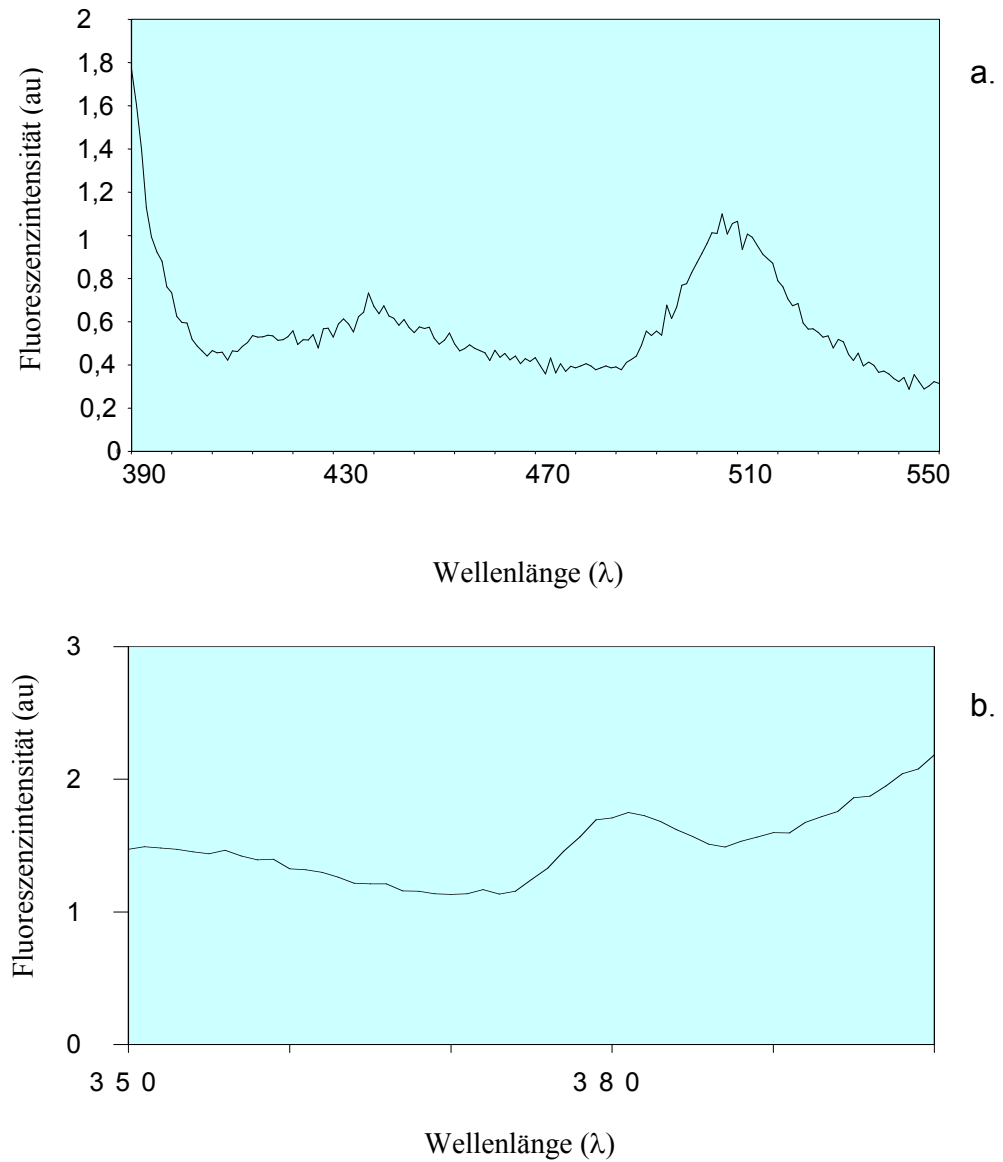 a.
Fluoreszenzintensität (au)
2
1,8
1,6
1,4
1,2
1
0,8
0,6
0,4
0,2
0
390 430 470 510 550
Wellenlänge (λ)
b.
Fluoreszenzintensität (au)
3
2
1
0
3 5 0 3 8 0
Wellenlänge (λ)